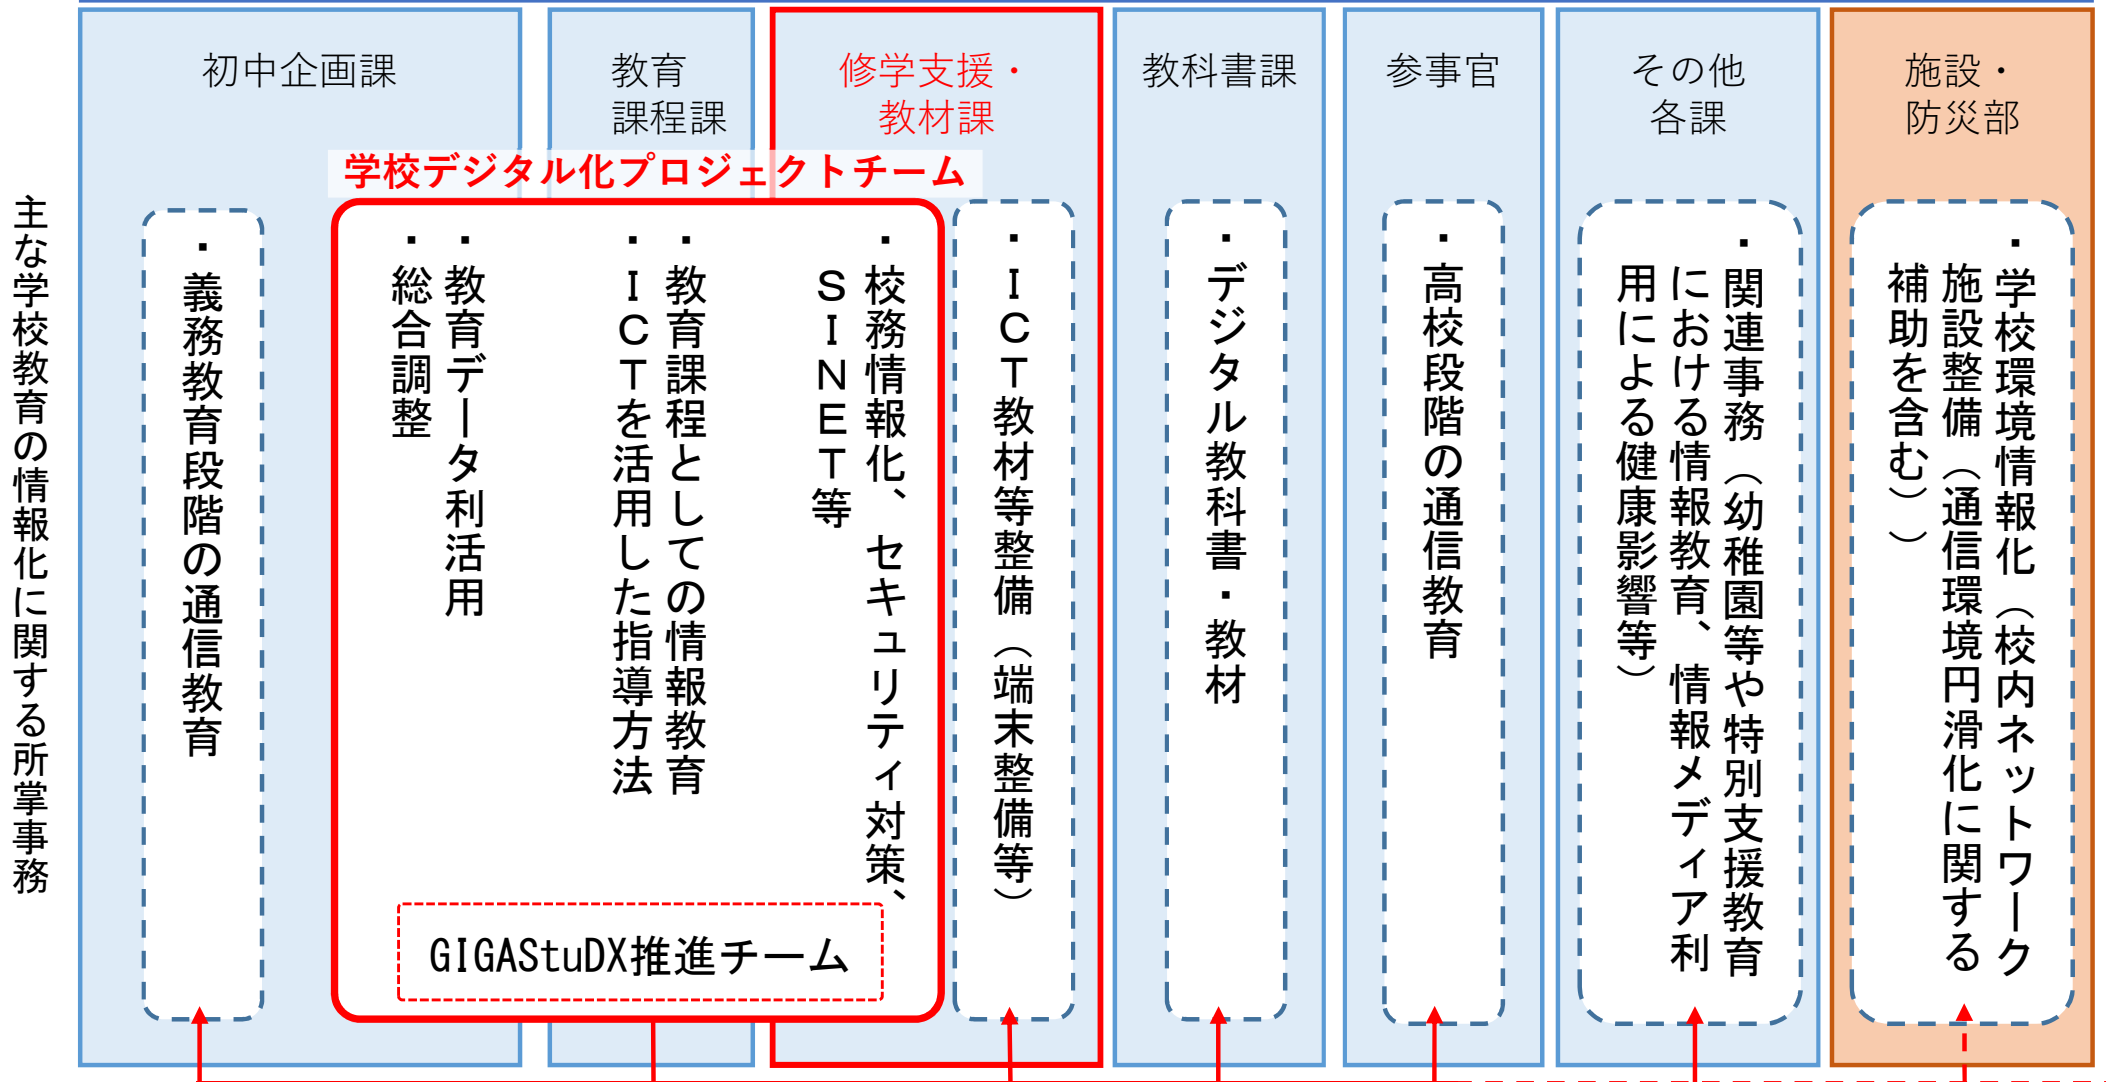 初中企画課
教育
課程課
修学支援・
教材課
教科書課
参事官
その他
各課
施設・
防災部
学校デジタル化プロジェクトチーム
主な学校教育の情報化に関する所掌事務
・義務教育段階の通信教育
・教育データ利活用
・総合調整
・教育課程としての情報教育
・ICTを活用した指導方法
・校務情報化、セキュリティ対策、
SINET等
・ICT教材等整備（端末整備等）
・デジタル教科書・教材
・高校段階の通信教育
・関連事務（幼稚園等や特別支援教育
における情報教育、情報メディア利
用による健康影響等）
・学校環境情報化（校内ネットワーク
施設整備（通信環境円滑化に関する
補助を含む））
GIGAStuDX推進チーム